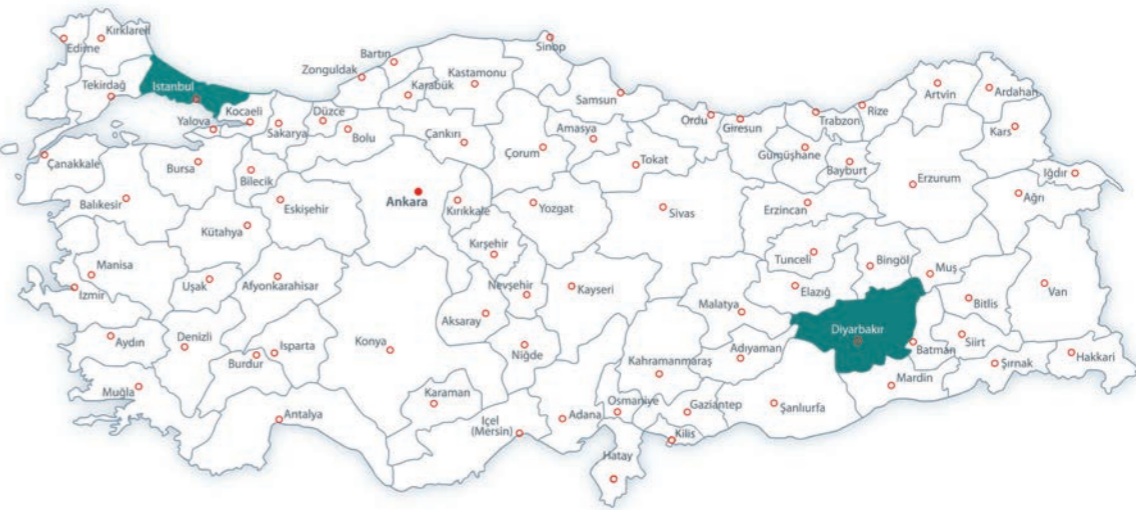 Edirne
Kırklareli
Tekirdağ
İstanbul
Kocaeli
Yalova
Sakarya
Düzce
Bolu
Zonguldak
Bartın
Karabük
Kastamonu
Sinop
Samsun
Çankırı
Çorum
Amasya
Tokat
Ordu
Giresun
Trabzon
Rize
Artvin
Ardahan
Kars
Gümüşhane
Bayburt
Erzurum
Iğdır
Ağrı
Çanakkale
Bursa
Bilecik
Balıkesir
Eskişehir
Kütahya
Ankara
Kırıkkale
Yozgat
Sivas
Erzincan
Manisa
İzmir
Uşak
Afyonkarahisar
Kırşehir
Nevşehir
Kayseri
Tunceli
Bingöl
Muş
Elazığ
Malatya
Bitlis
Van
Aksaray
Aydın
Denizli
Burdur
Isparta
Konya
Niğde
Kahramanmaraş
Adıyaman
Diyarbakır
Batman
Siirt
Hakkari
Şırnak
Mardin
Muğla
Antalya
Karaman
İçel
(Mersin)
Adana
Osmaniye
Gaziantep
Şanlıurfa
Kilis
Hatay